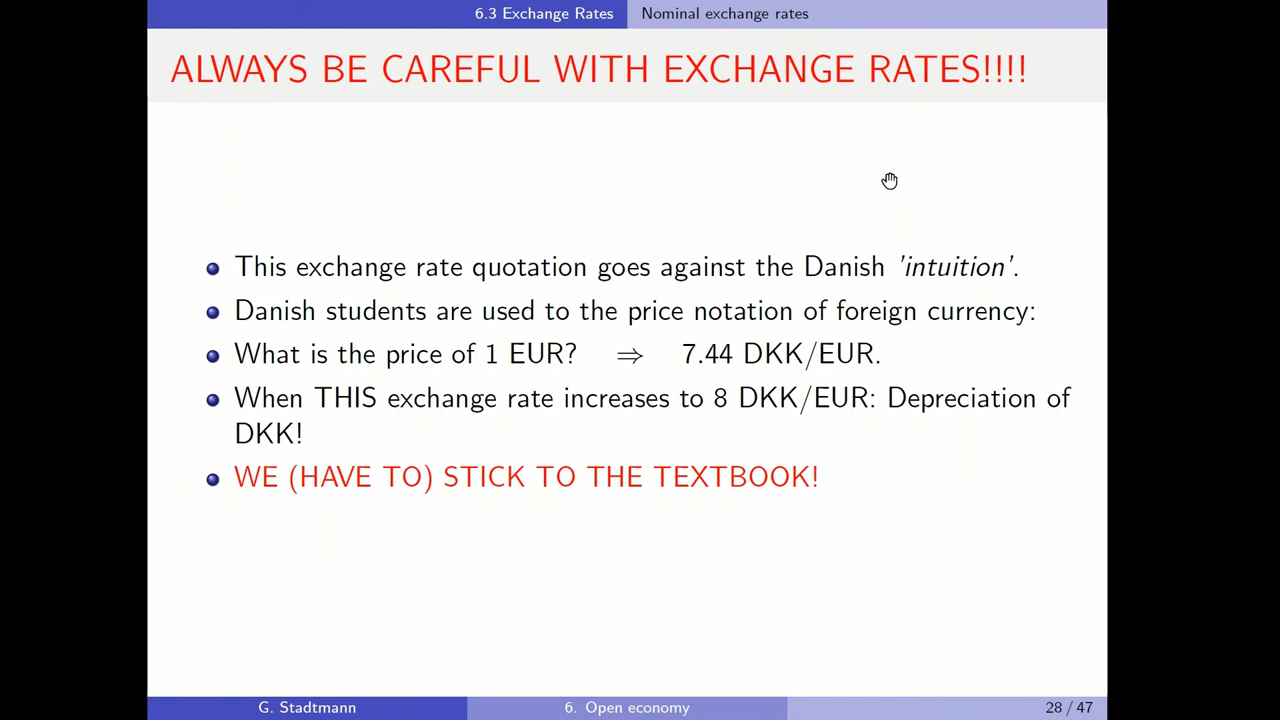 6.3 Exchange Rates Nominal exchange rates
ALWAYS BE CAREFUL WITH EXCHANGE RATES!!!!
This exchange rate quotation goes against the Danish 'intuition'.
Danish students are used to the price notation of foreign currency:
What is the price of 1 EUR? ⇒ 7.44 DKK/EUR.
When THIS exchange rate increases to 8 DKK/EUR: Depreciation of
DKK!
WE (HAVE TO) STICK TO THE TEXTBOOK!
G. Stadtmann 6. Open economy 28 / 47